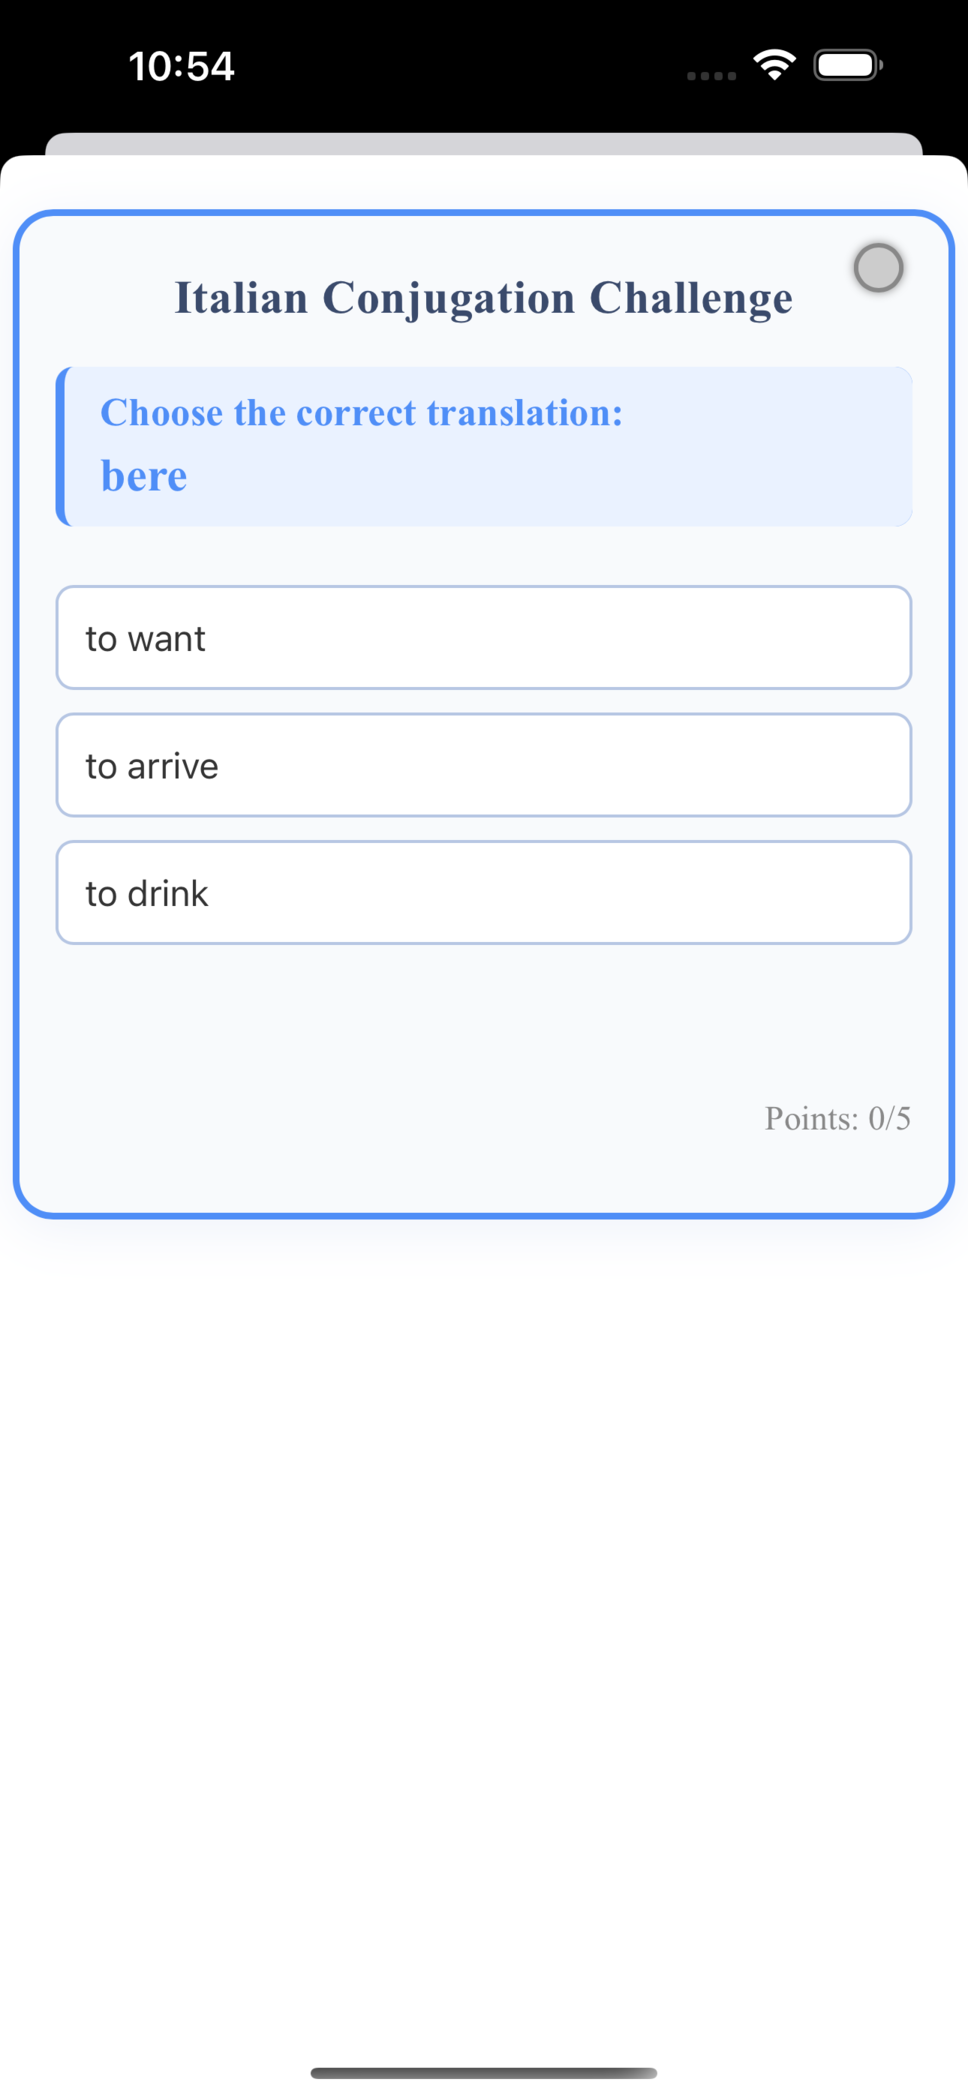 10:54
Italian Conjugation Challenge
Choose the correct translation:
bere
to want
to arrive
to drink
Points: 0/5